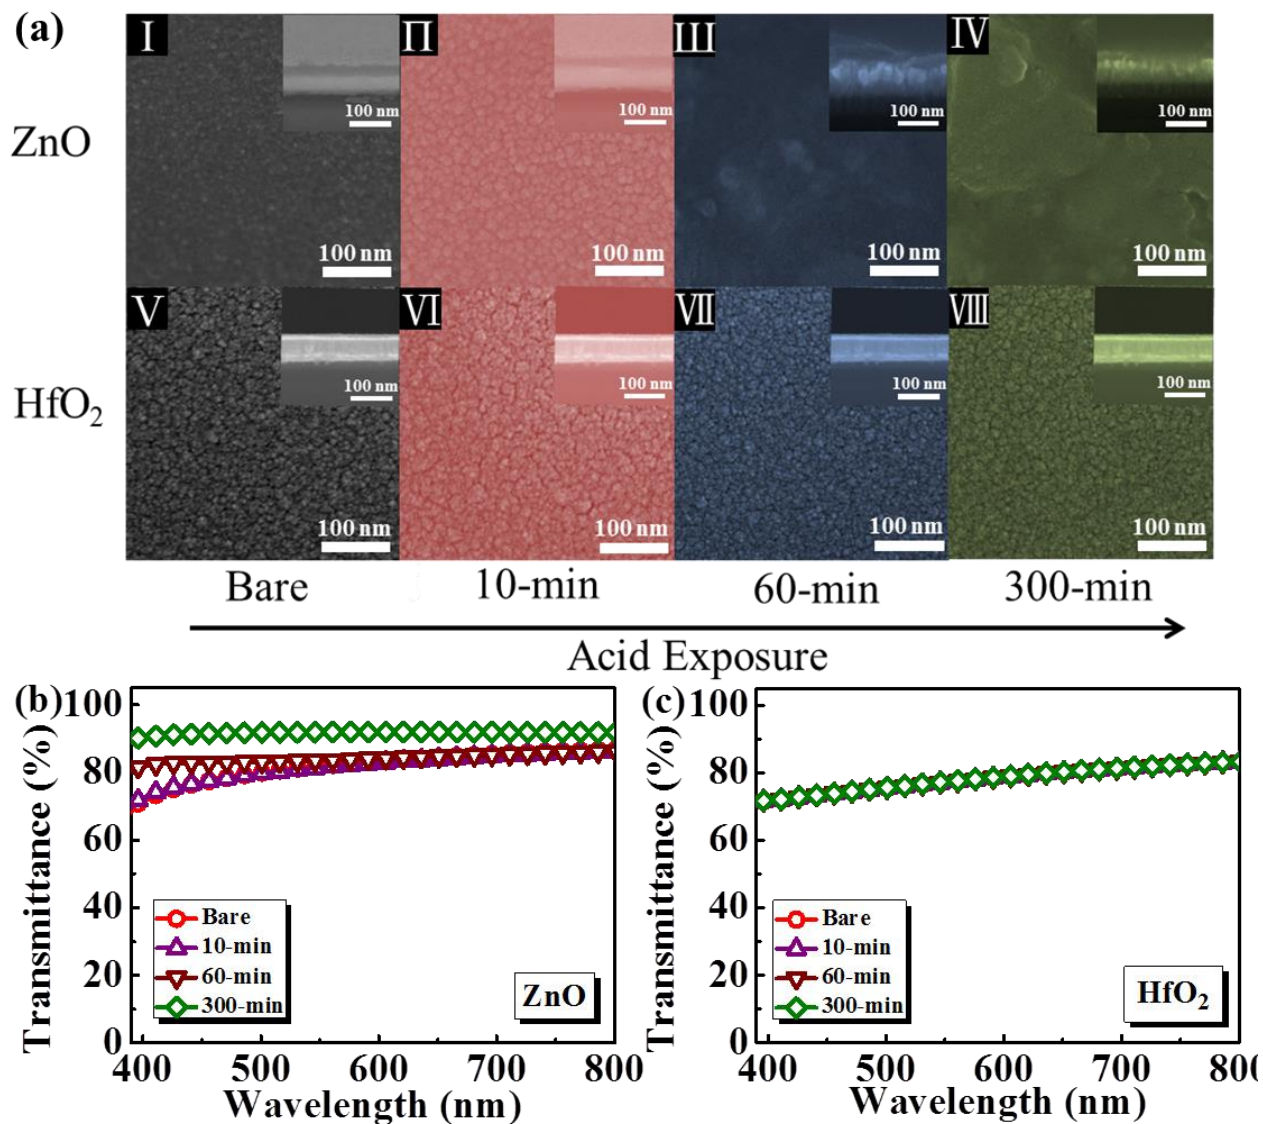 (a)
I
Π
III
IV
100 nm
100 nm
100 nm
100 nm
ZnO
100 nm
100 nm
100 nm
100 nm
V
VI
VII
VIII
100 nm
100 nm
100 nm
100 nm
HfO₂
100 nm
100 nm
100 nm
100 nm
Bare
10-min
60-min
300-min
Acid Exposure
(b)
100
80
60
40
20
0
Transmittance (%)
Bare
10-min
60-min
300-min
ZnO
400
500
600
700
800
Wavelength (nm)
(c)
100
80
60
40
20
0
Transmittance (%)
Bare
10-min
60-min
300-min
HfO₂
400
500
600
700
800
Wavelength (nm)